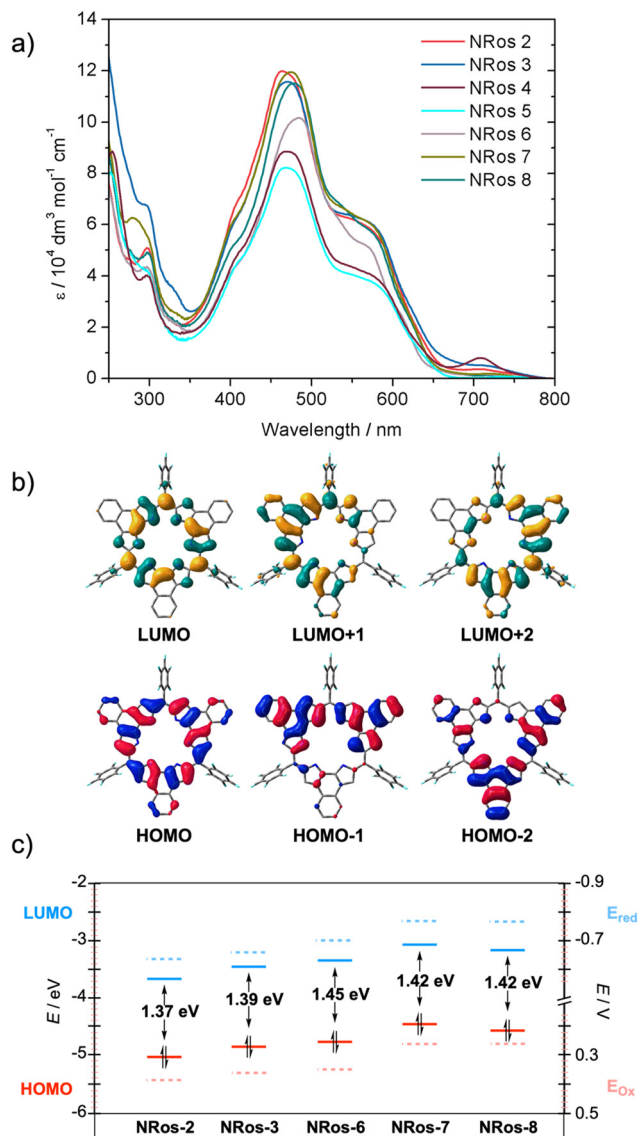 a)
NRos 2
NRos 3
NRos 4
NRos 5
NRos 6
NRos 7
NRos 8
ε / 10⁴ dm³ mol⁻¹ cm⁻¹
14
12
10
8
6
4
2
0
300 400 500 600 700 800
Wavelength / nm
b)
LUMO LUMO+1 LUMO+2
HOMO HOMO-1 HOMO-2
c)
-2 -0.9
LUMO E_red
-3 -0.7
1.37 eV 1.39 eV 1.45 eV 1.42 eV 1.42 eV
E/eV E / V
-4
-5 0.3
HOMO E_Ox
-6 0.5
NRos-2 NRos-3 NRos-6 NRos-7 NRos-8